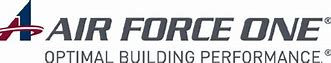 AIR FORCE ONE®
OPTIMAL BUILDING PERFORMANCE.®